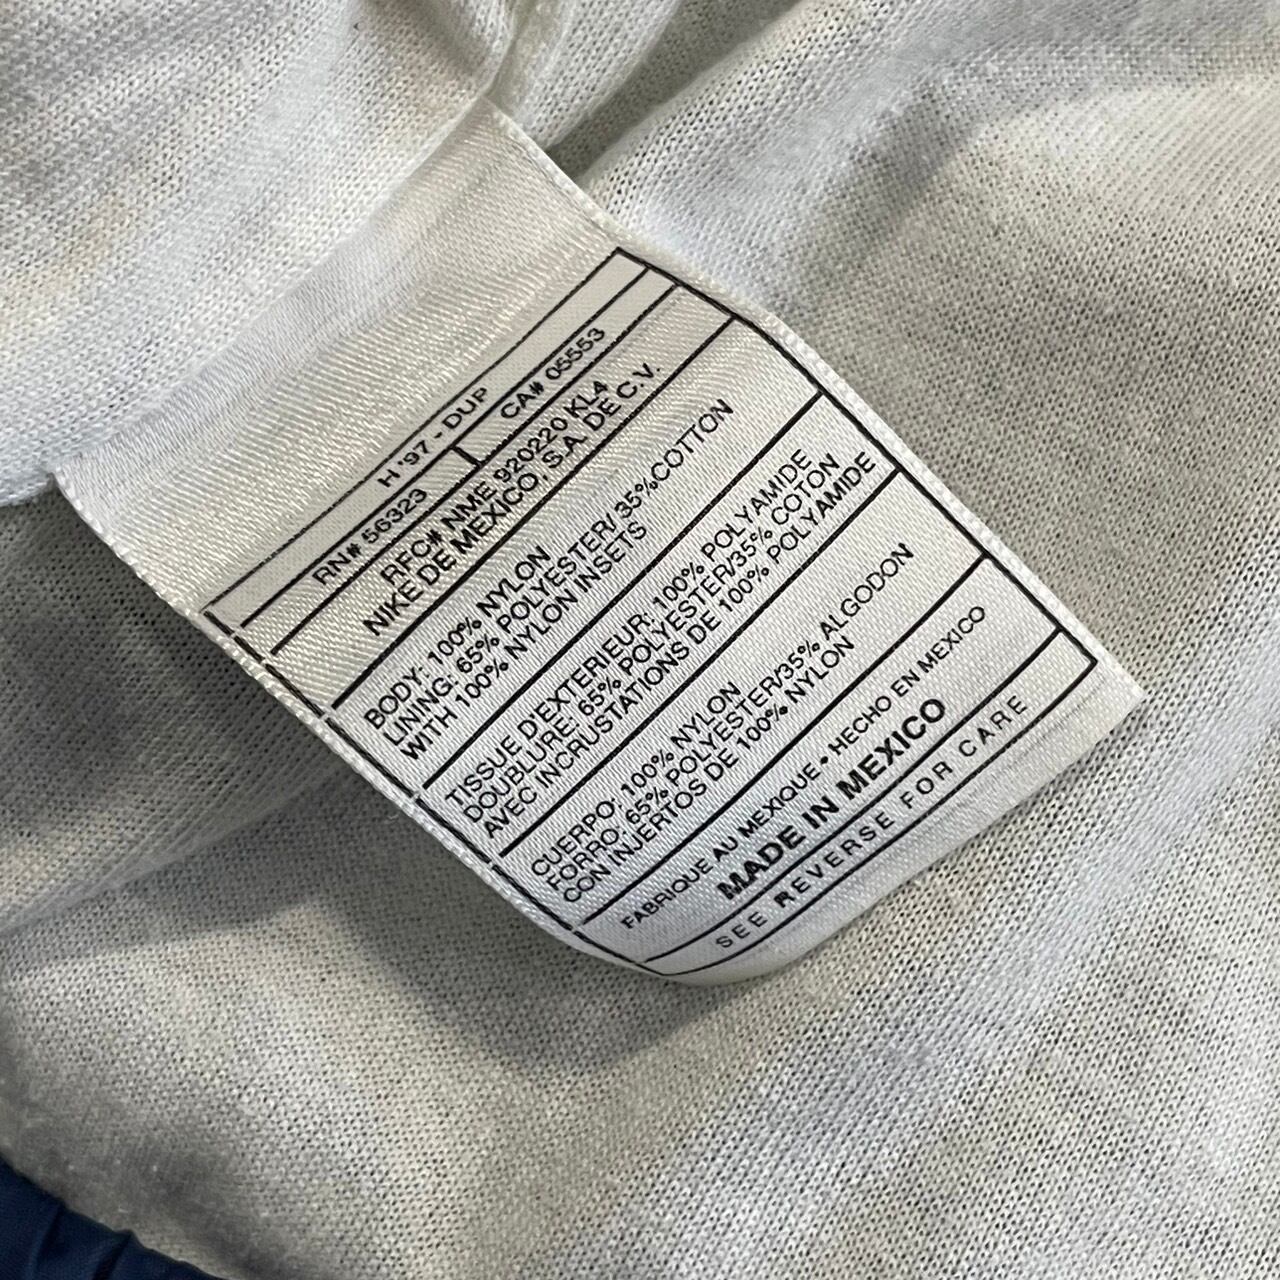 H '97 - DUP
RN# 56323 CA# 05553
RFC# NME 920220 KL4
NIKE DE MEXICO, S.A. DE C.V.
BODY: 100% NYLON
LINING: 65% POLYESTER/ 35%COTTON
WITH 100% NYLON INSETS
TISSUE D'EXTERIEUR: 100% POLYAMIDE
DOUBLURE: 65% POLYESTER/35% COTON
AVEC INCRUSTATIONS DE 100% POLYAMIDE
CUERPO: 100% NYLON
FORRO: 65% POLYESTER/35% ALGODON
CON INJERTOS DE 100% NYLON
FABRIQUE AU MEXIQUE • HECHO EN MEXICO
MADE IN MEXICO
SEE REVERSE FOR CARE